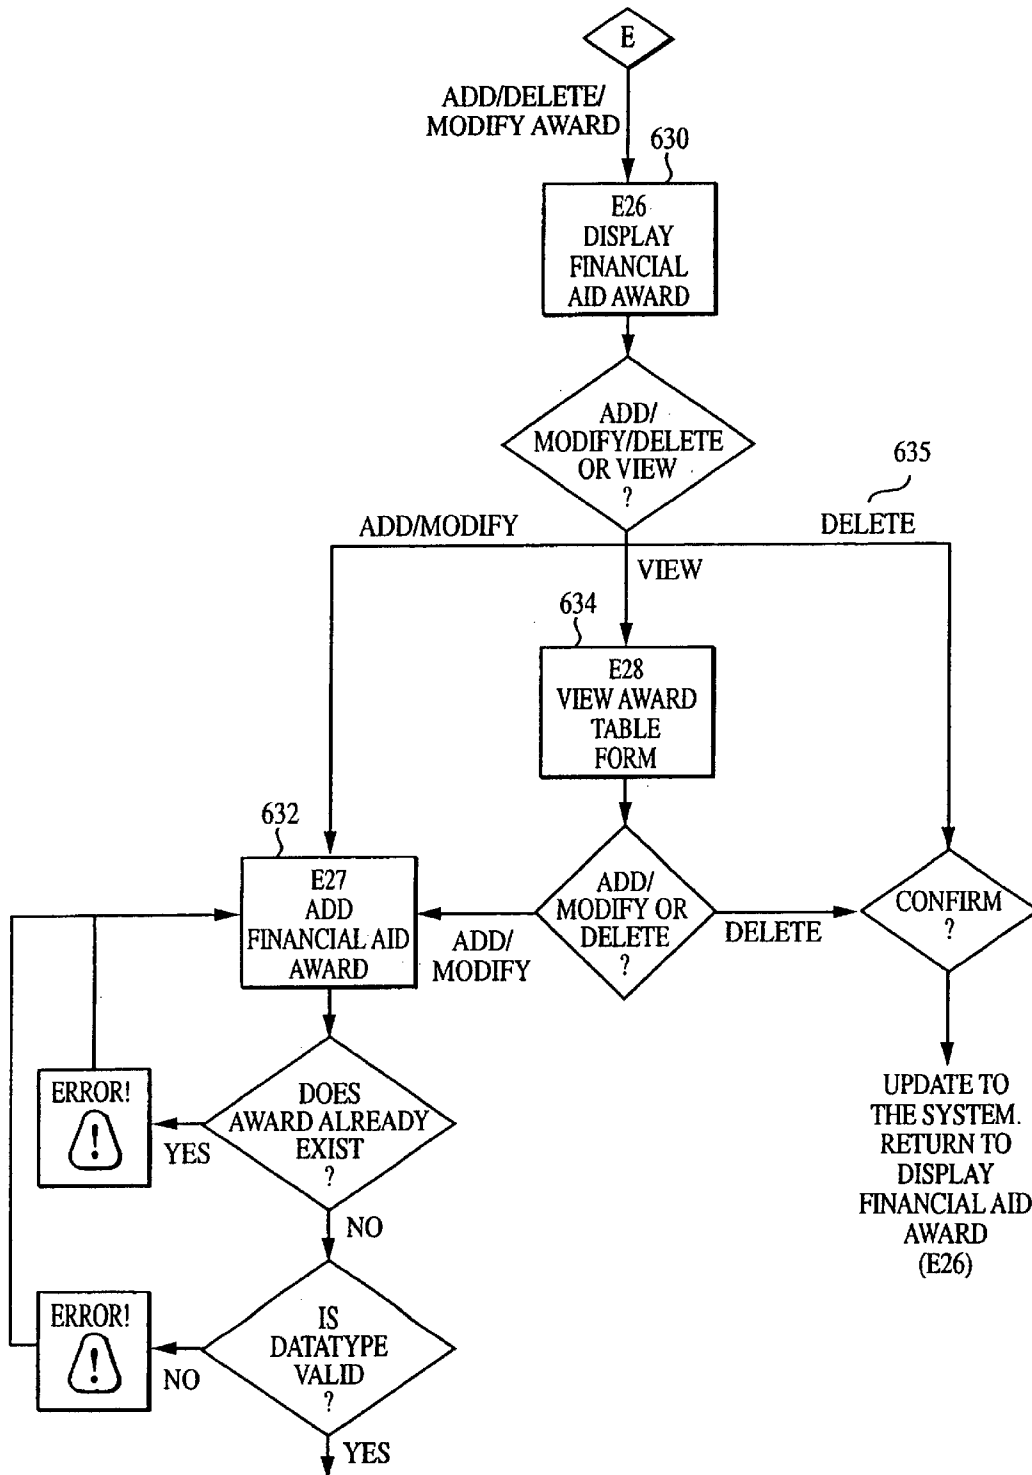 E
ADD/DELETE/
MODIFY AWARD
630
E26
DISPLAY
FINANCIAL
AID AWARD
ADD/
MODIFY/DELETE
OR VIEW
?
635
ADD/MODIFY
DELETE
VIEW
634
E28
VIEW AWARD
TABLE
FORM
632
E27
ADD
FINANCIAL AID
AWARD
ADD/
MODIFY
ADD/
MODIFY OR
DELETE
?
DELETE
CONFIRM
?
ERROR!
!
YES
DOES
AWARD ALREADY
EXIST
?
UPDATE TO
THE SYSTEM.
RETURN TO
DISPLAY
FINANCIAL AID
AWARD
(E26)
NO
ERROR!
!
NO
IS
DATATYPE
VALID
?
YES